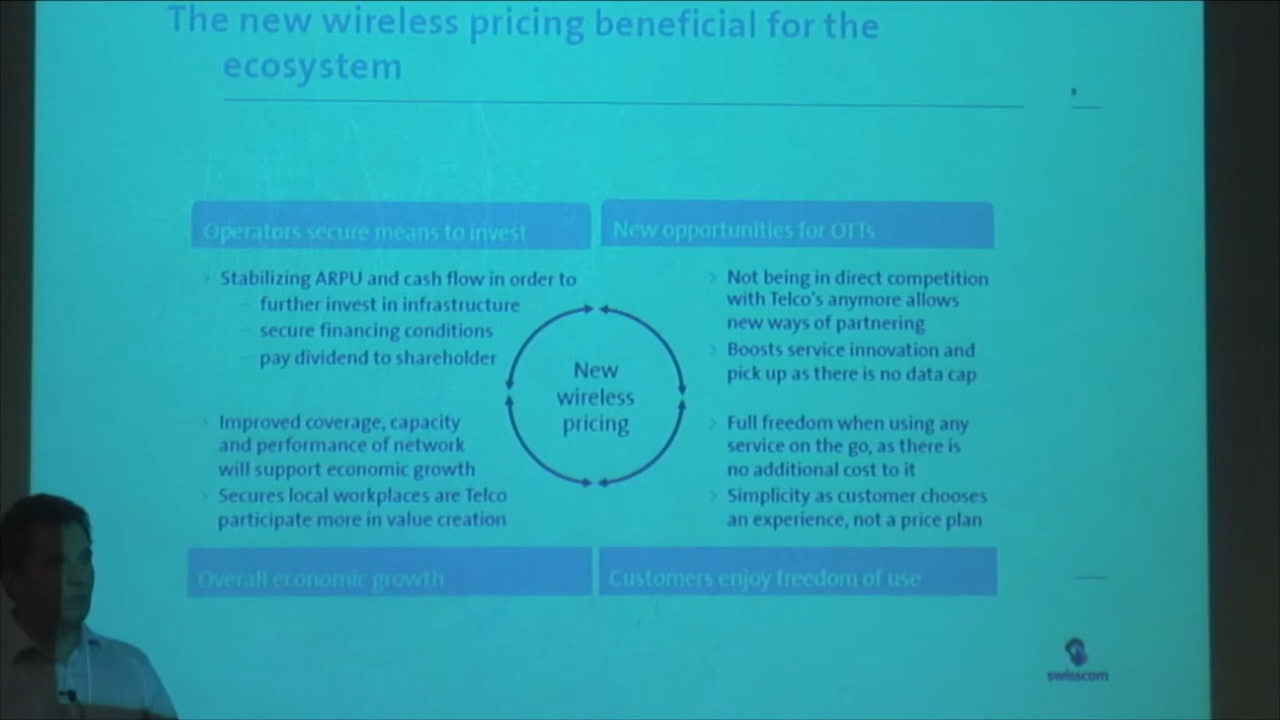 The new wireless pricing beneficial for the
ecosystem
Operators secure means to invest
New opportunities for OTTs
Stabilizing ARPU and cash flow in order to
further invest in infrastructure
secure financing conditions
pay dividend to shareholder
Not being in direct competition
with Telco's anymore allows
new ways of partnering
Boosts service innovation and
pick up as there is no data cap
New
wireless
pricing
Improved coverage, capacity
and performance of network
will support economic growth
Secures local workplaces are Telco
participate more in value creation
Full freedom when using any
service on the go, as there is
no additional cost to it
Simplicity as customer chooses
an experience, not a price plan
Overall economic growth
Customers enjoy freedom of use
swisscom